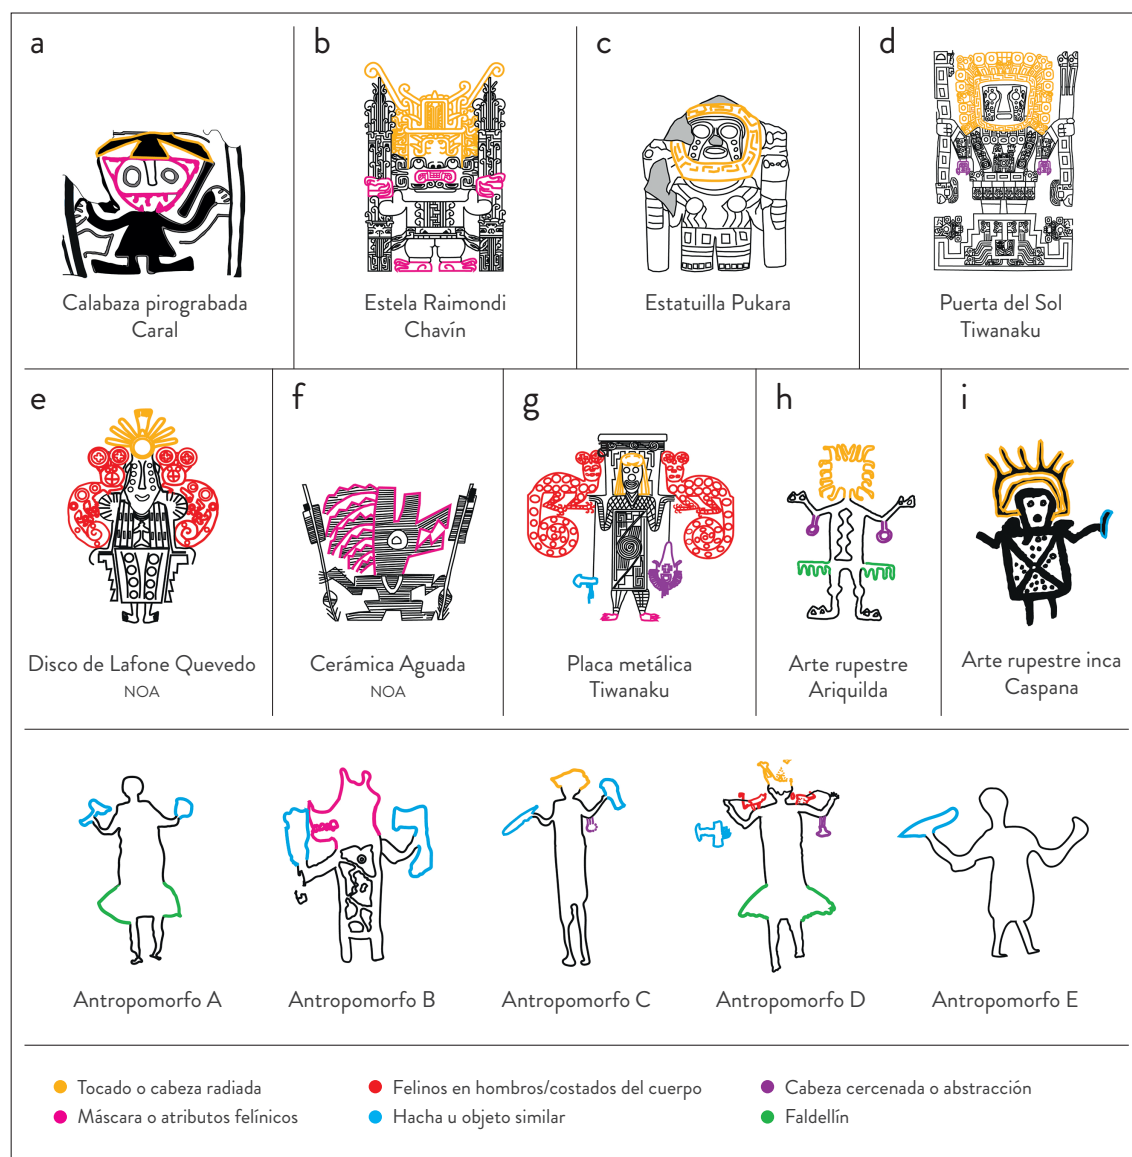 a
b
c
d
Calabaza pirograbada
Caral
Estela Raimondi
Chavín
Estatuilla Pukara
Puerta del Sol
Tiwanaku
e
f
g
h
i
Disco de Lafone Quevedo
NOA
Cerámica Aguada
NOA
Placa metálica
Tiwanaku
Arte rupestre
Ariquilda
Arte rupestre inca
Caspana
Antropomorfo A
Antropomorfo B
Antropomorfo C
Antropomorfo D
Antropomorfo E
Tocado o cabeza radiada
Felinos en hombros/costados del cuerpo
Cabeza cercenada o abstracción
Máscara o atributos felínicos
Hacha u objeto similar
Faldellín